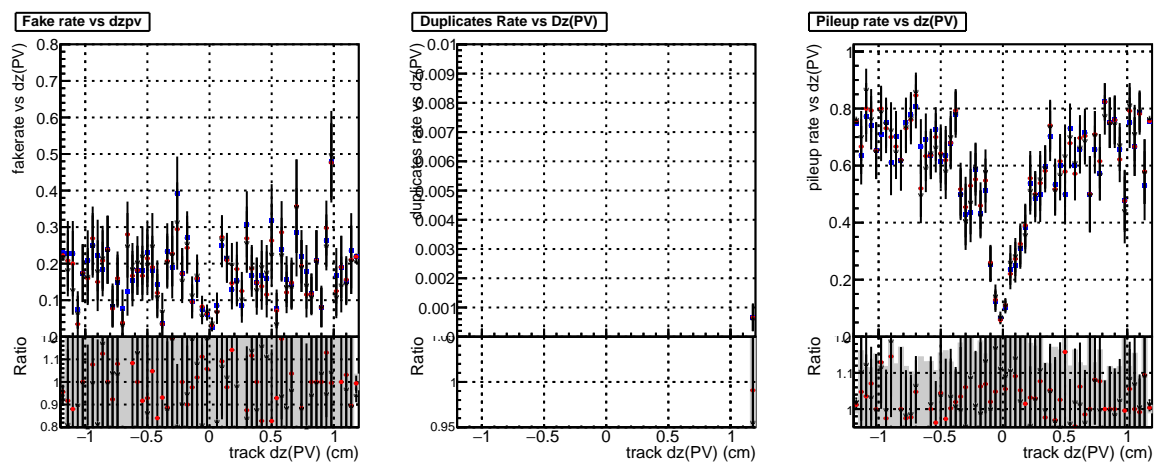 Fake rate vs dzpv
fakerate vs dz(PV)
0.8
0.7
0.6
0.5
0.4
0.3
0.2
0.1
0
Ratio
1.1
1
0.9
0.8
−1 −0.5 0 0.5 1
track dz(PV) (cm)
Duplicates Rate vs Dz(PV)
duplicates rate vs dz(PV)
0.01
0.009
0.008
0.007
0.006
0.005
0.004
0.003
0.002
0.001
0
Ratio
1
0.95
−1 −0.5 0 0.5 1
track dz(PV) (cm)
Pileup rate vs dz(PV)
pileup rate vs dz(PV)
1
0.8
0.6
0.4
0.2
0
Ratio
1.1
1
−1 −0.5 0 0.5 1
track dz(PV) (cm)